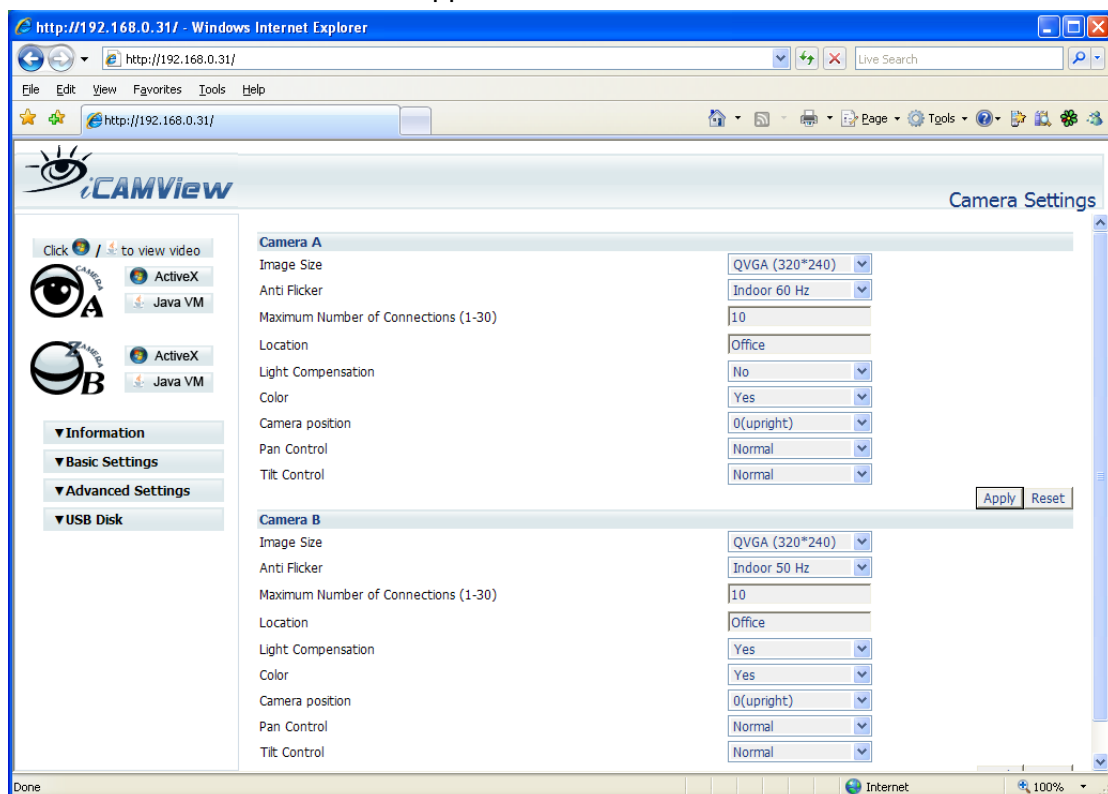 http://192.168.0.31/ - Windows Internet Explorer
http://192.168.0.31/ Live Search
File Edit View Favorites Tools Help
http://192.168.0.31/ Page Tools
iCAMView
Camera Settings
Click / to view video
CAMERA A
ActiveX
Java VM
ZAMERA B
ActiveX
Java VM
▼Information
▼Basic Settings
▼Advanced Settings
▼USB Disk
Camera A
Image Size QVGA (320*240)
Anti Flicker Indoor 60 Hz
Maximum Number of Connections (1-30) 10
Location Office
Light Compensation No
Color Yes
Camera position 0(upright)
Pan Control Normal
Tilt Control Normal
Apply Reset
Camera B
Image Size QVGA (320*240)
Anti Flicker Indoor 50 Hz
Maximum Number of Connections (1-30) 10
Location Office
Light Compensation Yes
Color Yes
Camera position 0(upright)
Pan Control Normal
Tilt Control Normal
Done Internet 100%